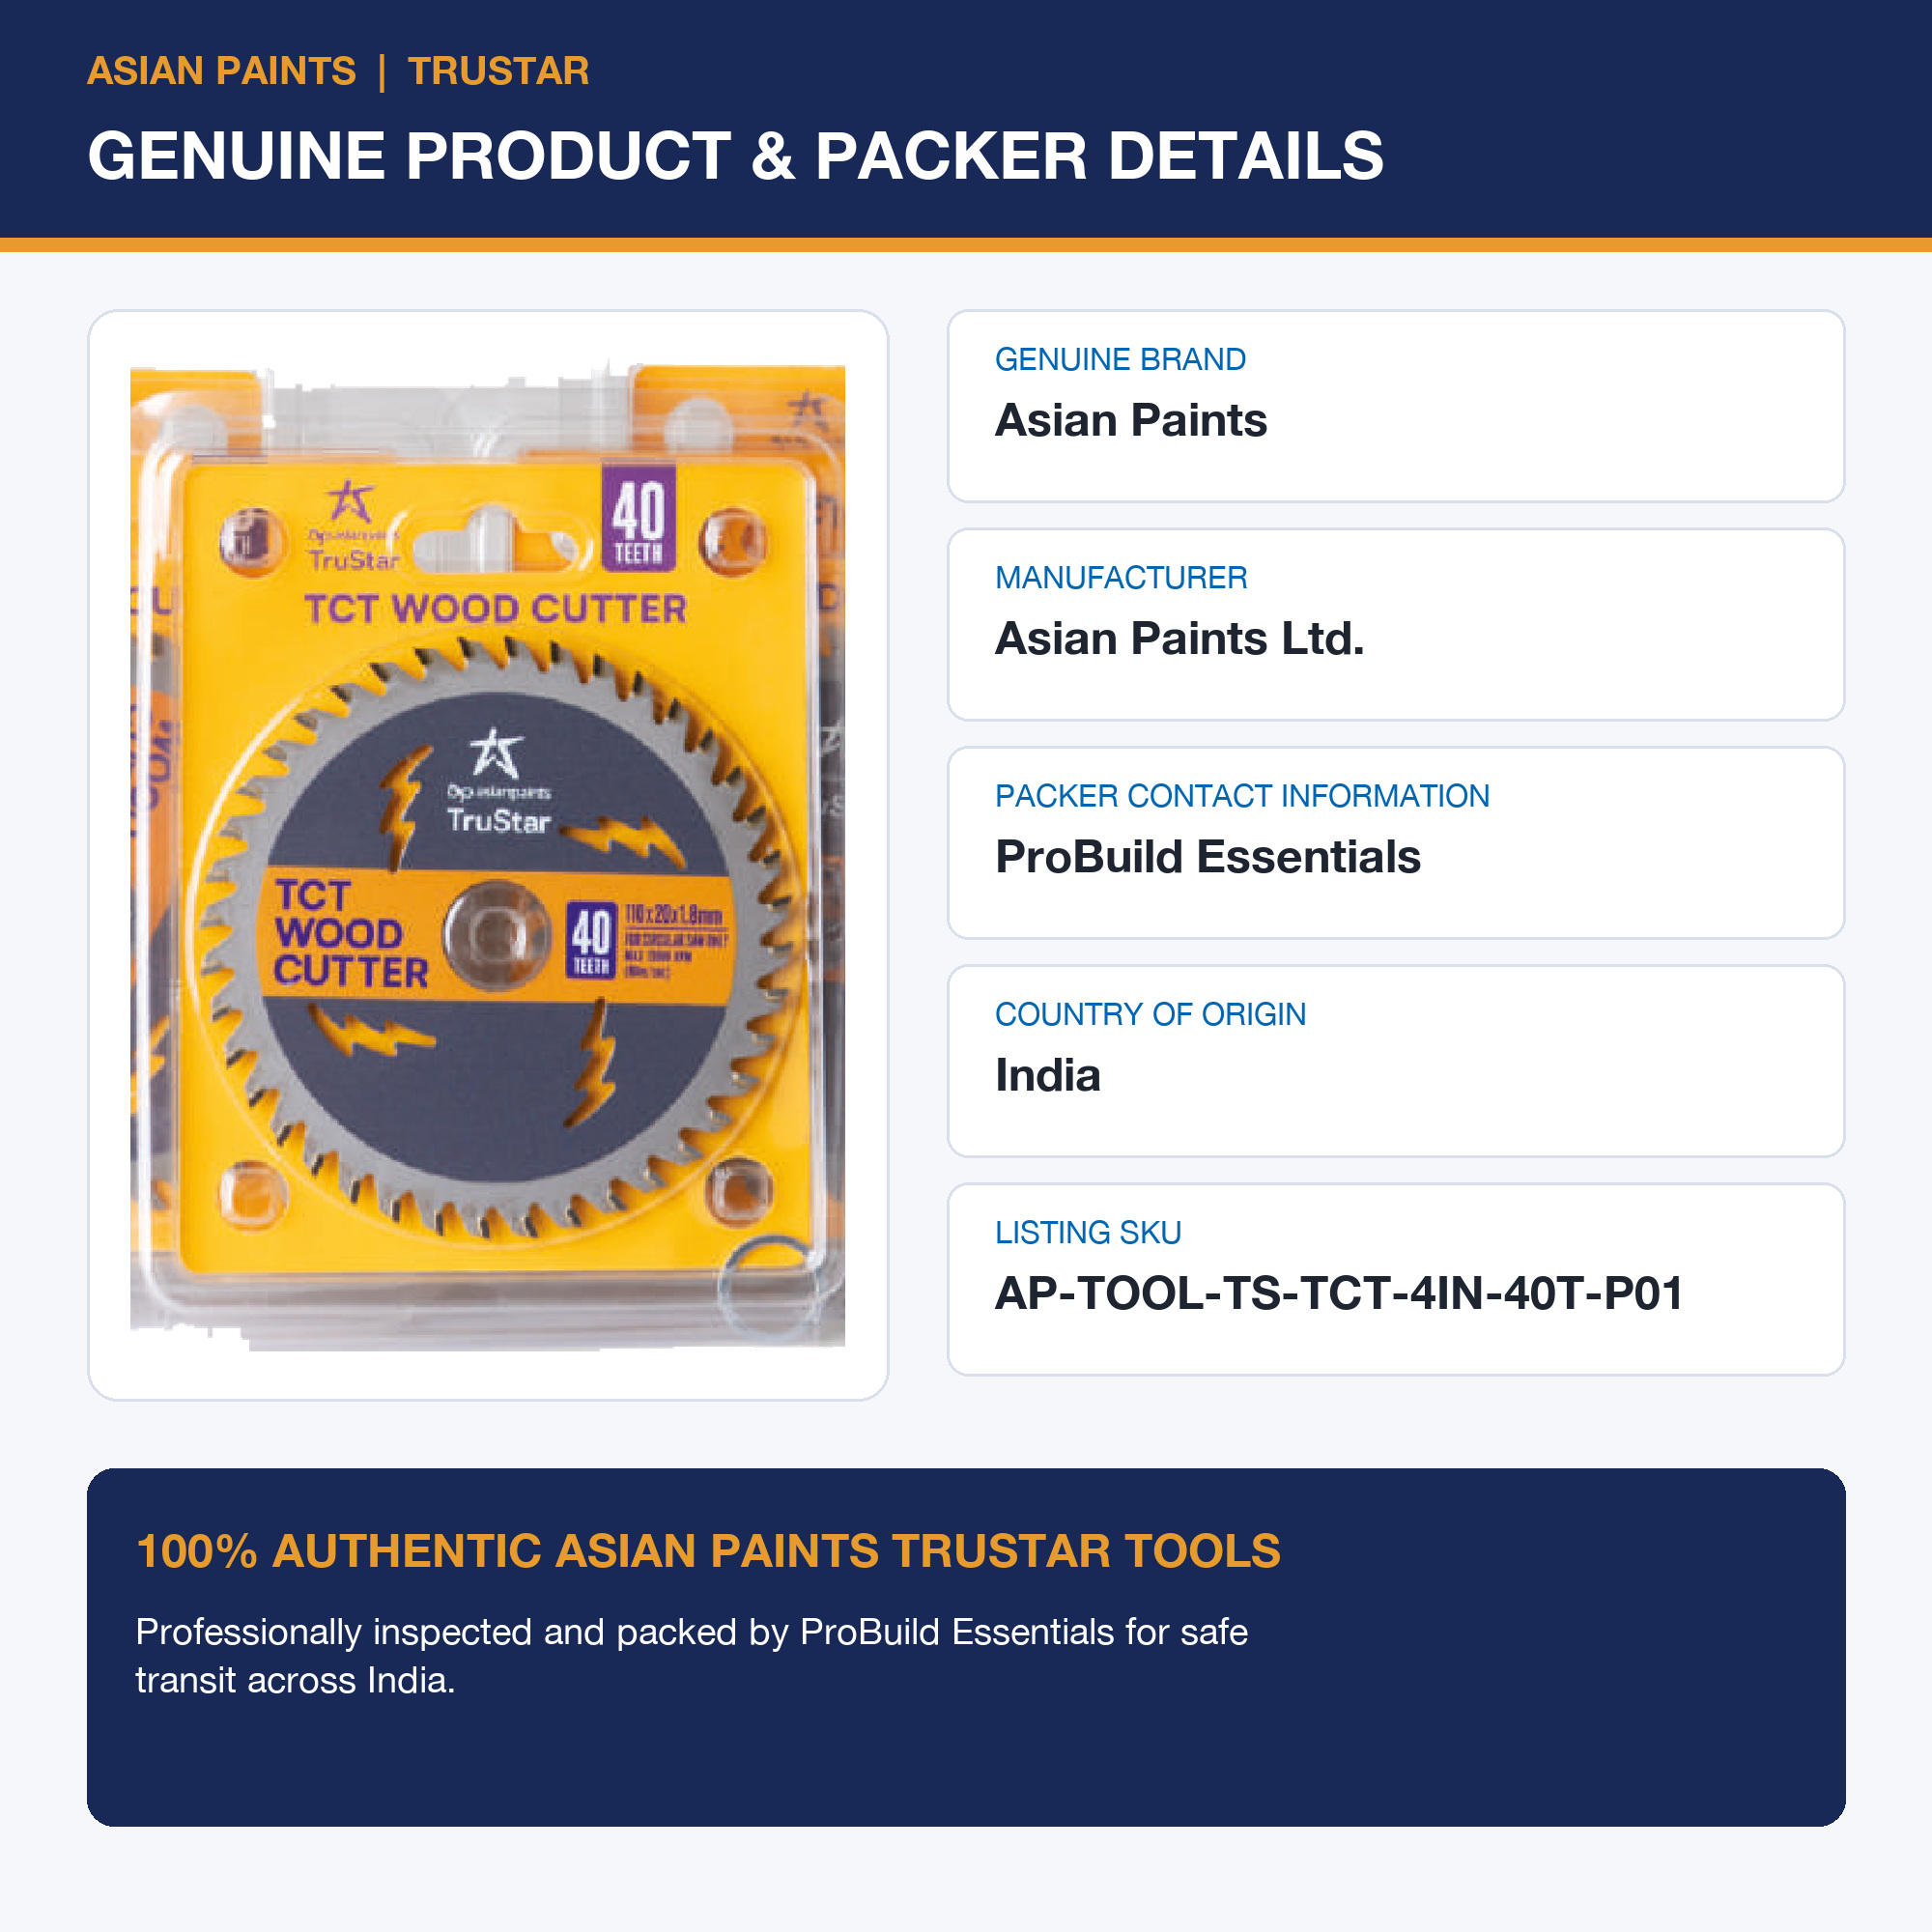 ASIAN PAINTS | TRUSTAR
GENUINE PRODUCT & PACKER DETAILS
40
TEETH
TruStar
TCT WOOD CUTTER
asianpaints
TruStar
TCT
WOOD
CUTTER
40
TEETH
110x20x1.8mm
GENUINE BRAND
Asian Paints
MANUFACTURER
Asian Paints Ltd.
PACKER CONTACT INFORMATION
ProBuild Essentials
COUNTRY OF ORIGIN
India
LISTING SKU
AP-TOOL-TS-TCT-4IN-40T-P01
100% AUTHENTIC ASIAN PAINTS TRUSTAR TOOLS
Professionally inspected and packed by ProBuild Essentials for safe
transit across India.